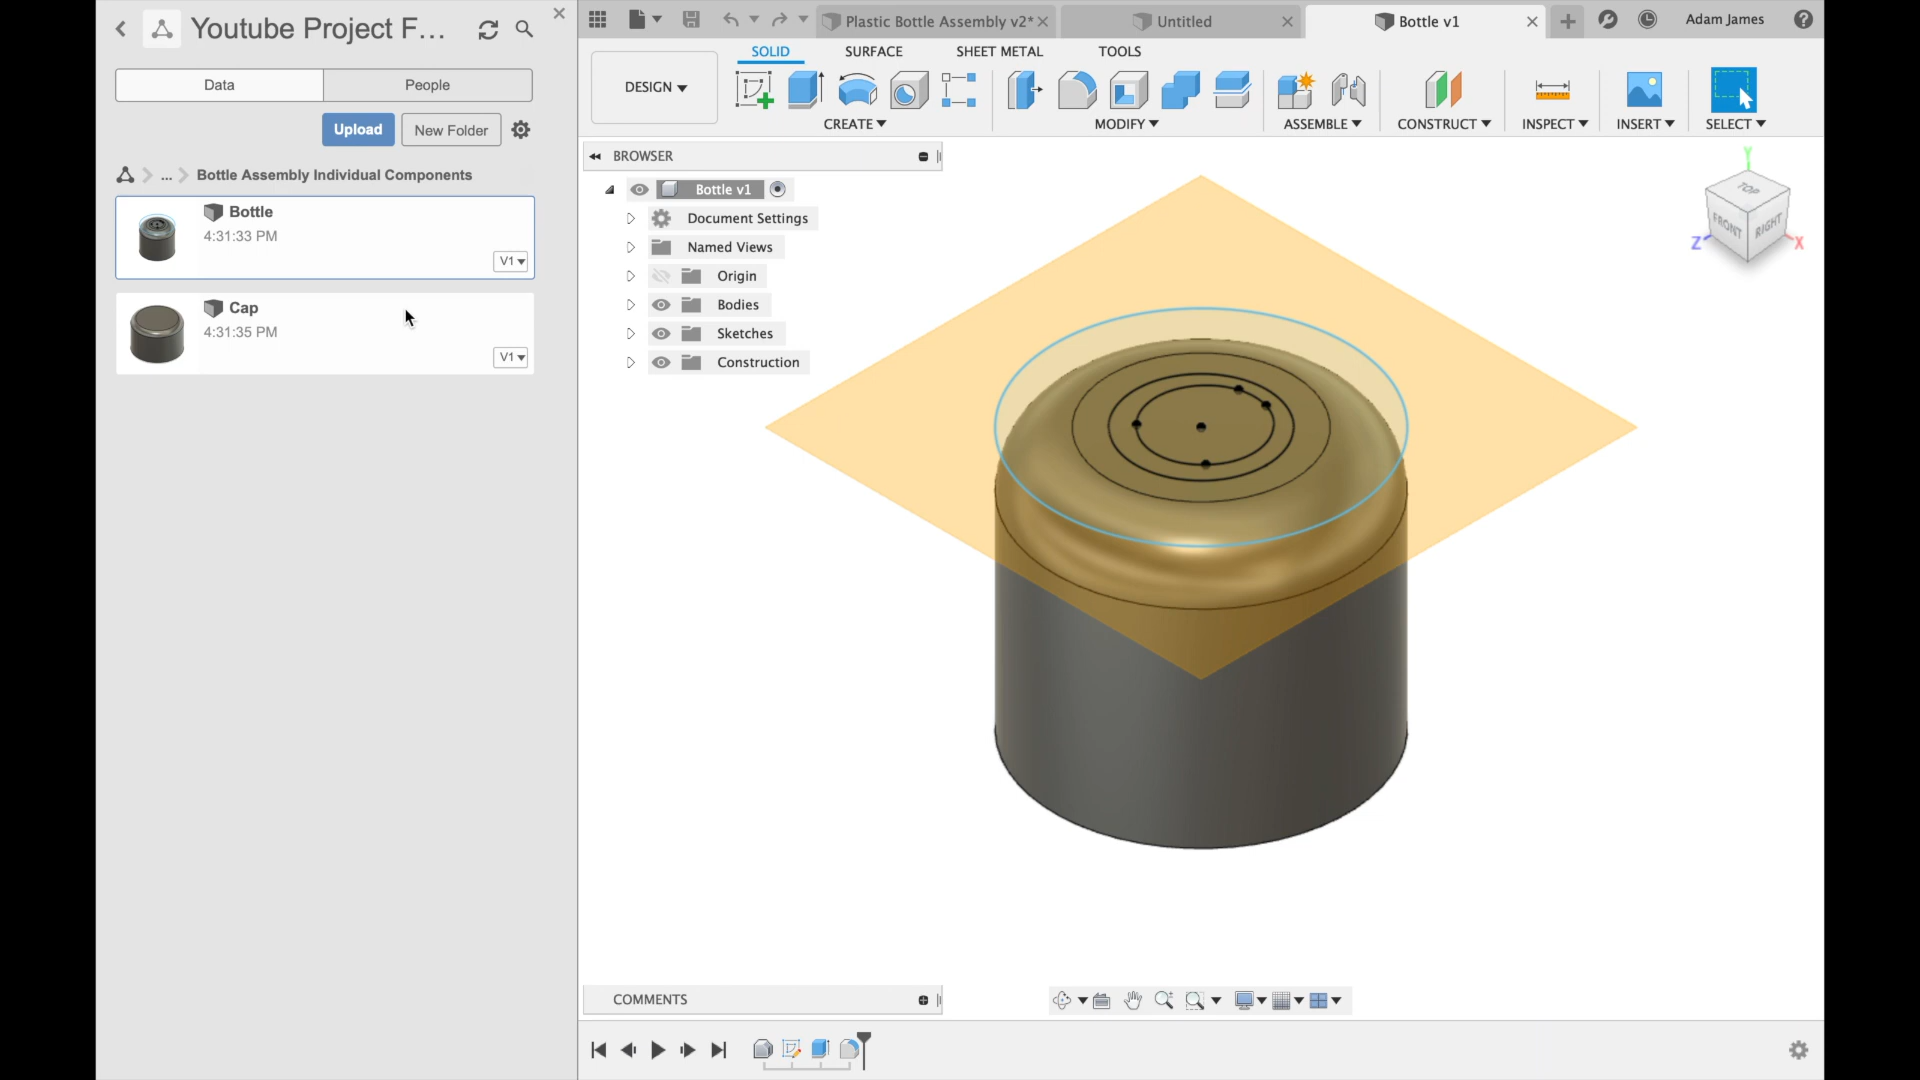 Youtube Project F...
Data
People
Upload
New Folder
... Bottle Assembly Individual Components
Bottle
4:31:33 PM
V1
Cap
4:31:35 PM
V1
Plastic Bottle Assembly v2*
Untitled
Bottle v1
Adam James
DESIGN
SOLID
SURFACE
SHEET METAL
TOOLS
CREATE
MODIFY
ASSEMBLE
CONSTRUCT
INSPECT
INSERT
SELECT
BROWSER
Bottle v1
Document Settings
Named Views
Origin
Bodies
Sketches
Construction
Y
TOP
FRONT
RIGHT
Z
X
COMMENTS